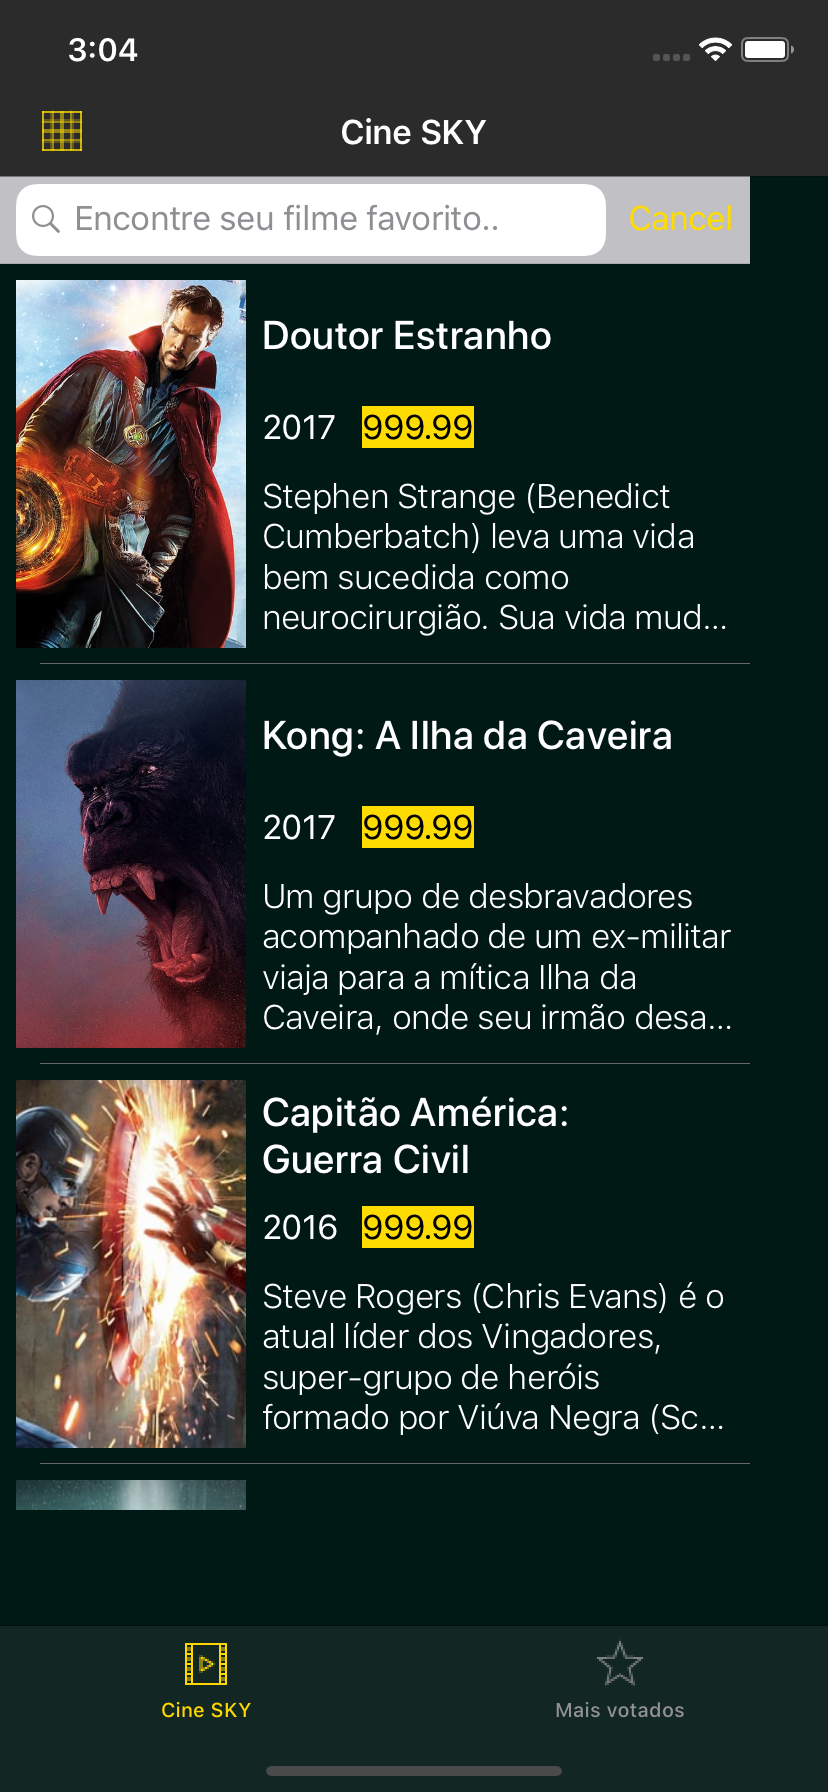 3:04
Cine SKY
Encontre seu filme favorito..
Cancel
Doutor Estranho
2017 999.99
Stephen Strange (Benedict
Cumberbatch) leva uma vida
bem sucedida como
neurocirurgião. Sua vida mud...
Kong: A Ilha da Caveira
2017 999.99
Um grupo de desbravadores
acompanhado de um ex-militar
viaja para a mítica Ilha da
Caveira, onde seu irmão desa...
Capitão América:
Guerra Civil
2016 999.99
Steve Rogers (Chris Evans) é o
atual líder dos Vingadores,
super-grupo de heróis
formado por Viúva Negra (Sc...
Cine SKY
Mais votados